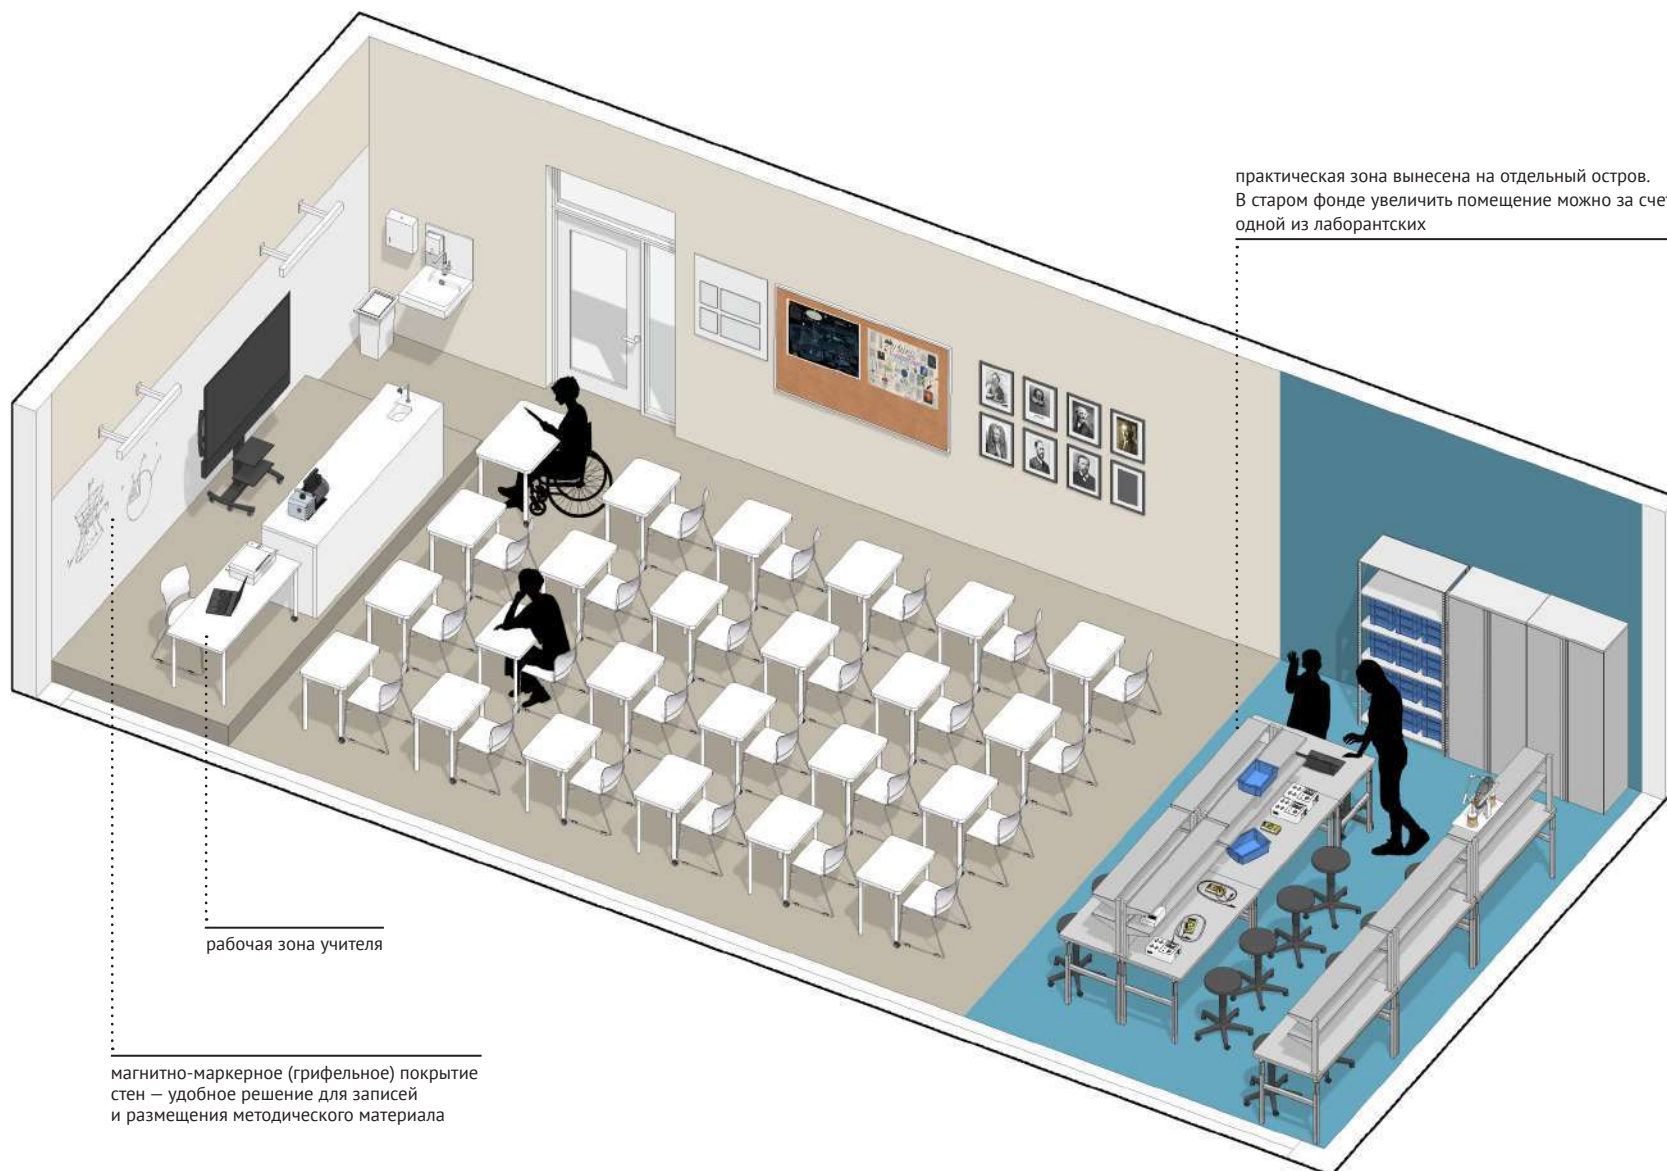 практическая зона вынесена на отдельный остров.
В старом фонде увеличить помещение можно за счет
одной из лаборантских
рабочая зона учителя
магнитно-маркерное (грифельное) покрытие
стен — удобное решение для записей
и размещения методического материала